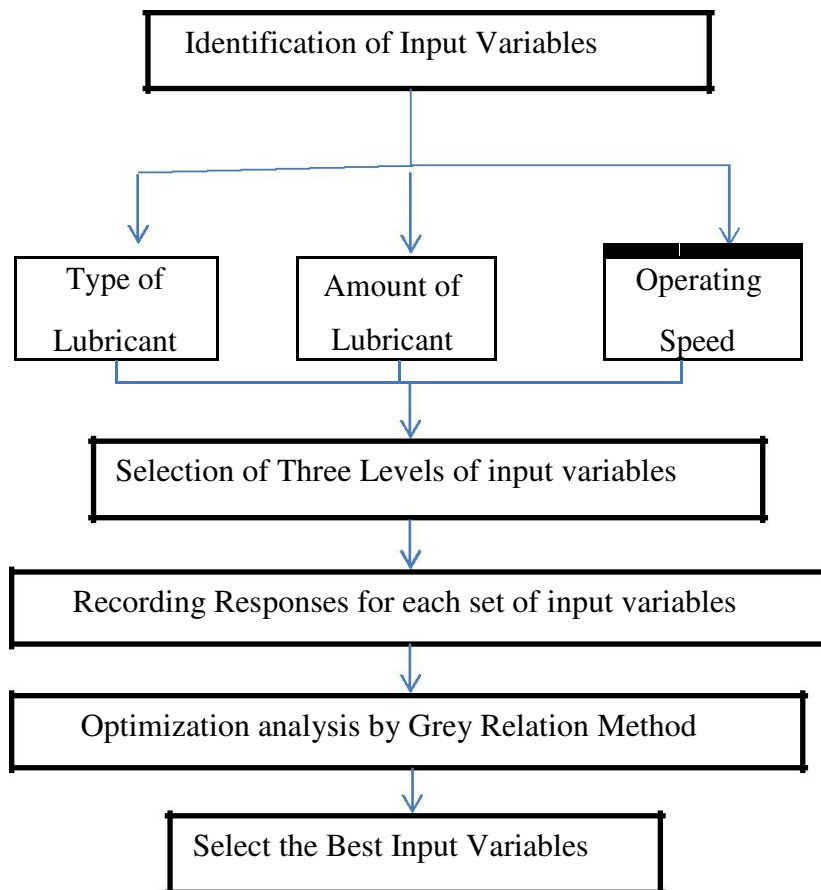 Identification of Input Variables
Type of
Lubricant
Amount of
Lubricant
Operating
Speed
Selection of Three Levels of input variables
Recording Responses for each set of input variables
Optimization analysis by Grey Relation Method
Select the Best Input Variables